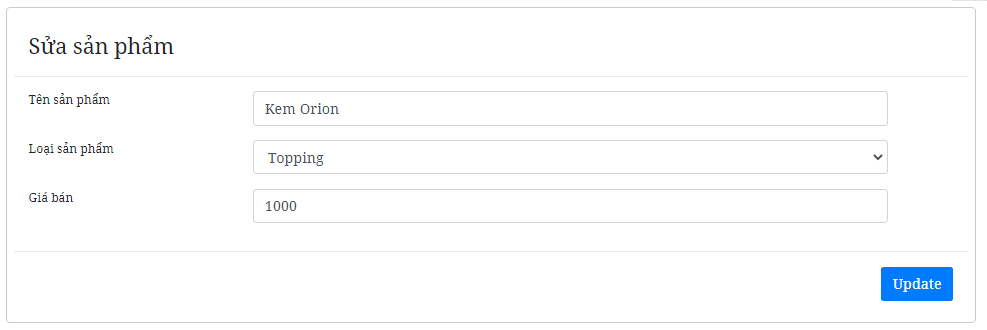 Sửa sản phẩm
Tên sản phẩm
Kem Orion
Loại sản phẩm
Topping
Giá bán
1000
Update